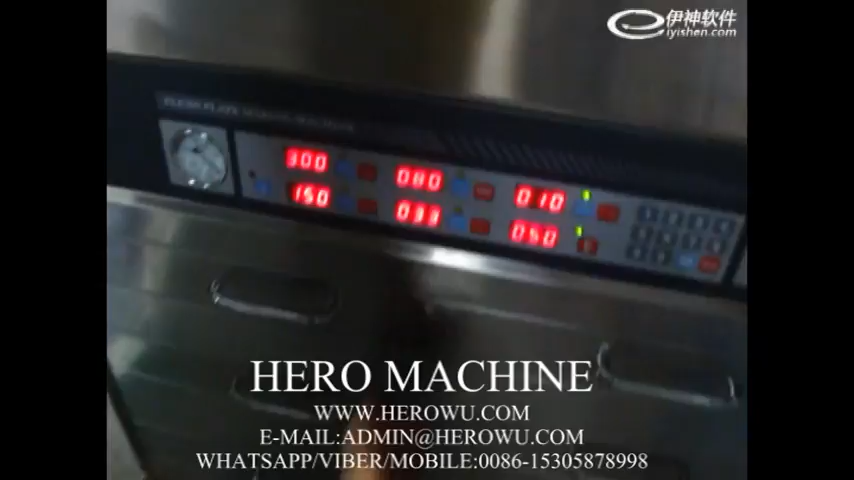 伊神软件
iyishen.com
300
080
010
150
033
050
HERO MACHINE
WWW.HEROWU.COM
E-MAIL:ADMIN@HEROWU.COM
WHATSAPP/VIBER/MOBILE:0086-15305878998